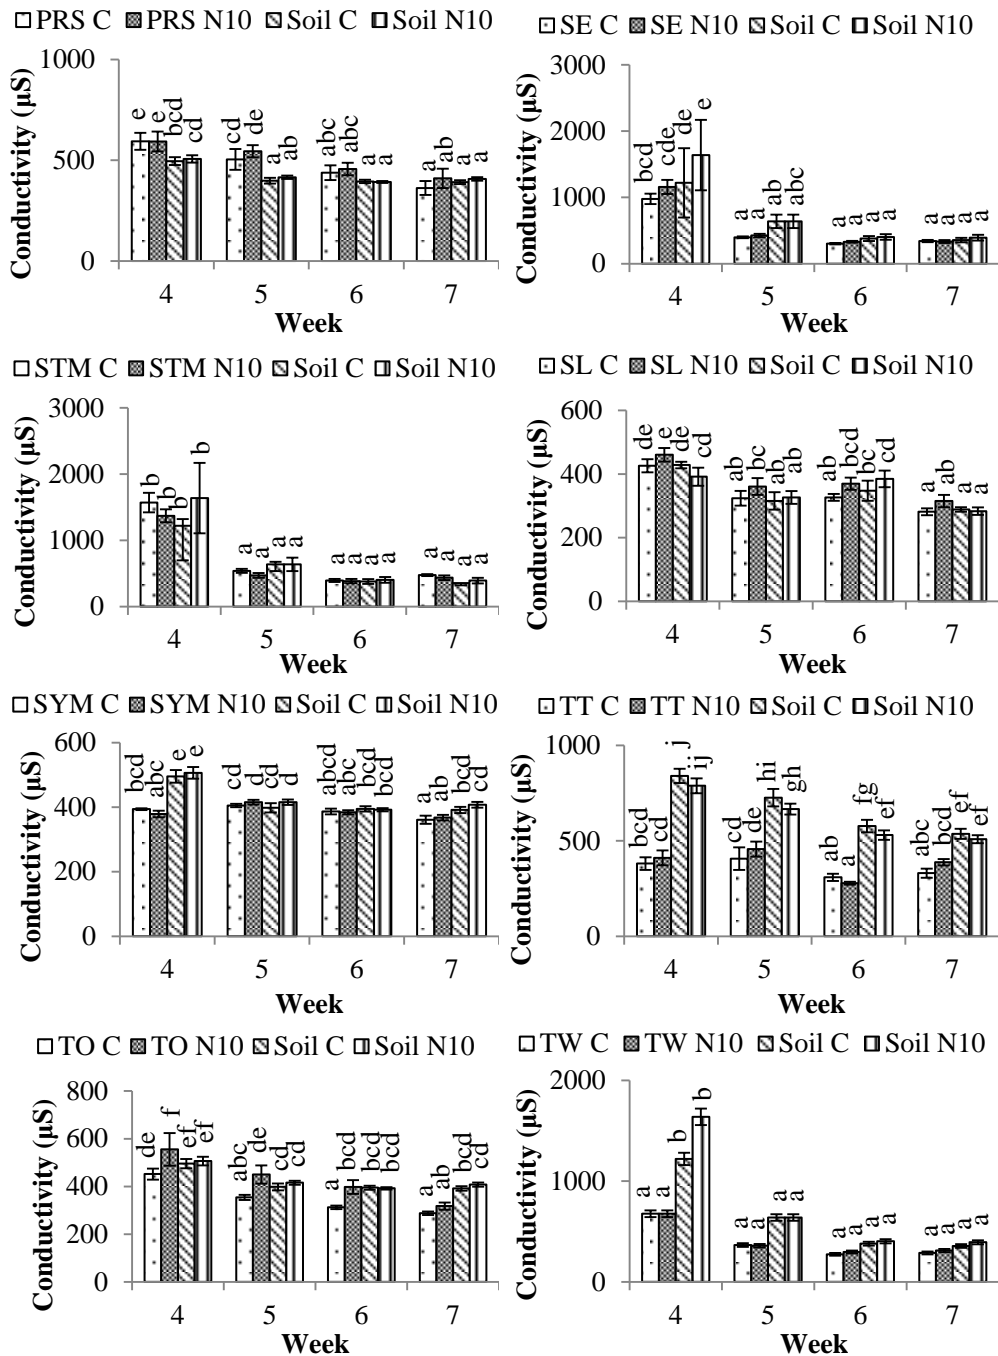 PRS C PRS N10 Soil C Soil N10
1000
500
0
Conductivity (µS)
e e bcd cd cd de a ab abc abc a a a ab a a
4 5 6 7
Week
SE C SE N10 Soil C Soil N10
3000
2000
1000
0
Conductivity (µS)
bcd cde de e a a ab abc a a a a a a a a
4 5 6 7
Week
STM C STM N10 Soil C Soil N10
3000
2000
1000
0
Conductivity (µS)
b b b b a a a a a a a a a a a a
4 5 6 7
Week
SL C SL N10 Soil C Soil N10
600
400
200
0
Conductivity (µS)
de e de cd ab bc ab ab ab bcd bc cd a ab a a
4 5 6 7
Week
SYM C SYM N10 Soil C Soil N10
600
400
200
0
Conductivity (µS)
bcd abc e e cd d cd d abcd abc bcd bcd a ab bcd cd
4 5 6 7
Week
TT C TT N10 Soil C Soil N10
1000
500
0
Conductivity (µS)
bcd cd j ij cd de hi gh ab a fg ef abc bcd ef ef
4 5 6 7
Week
TO C TO N10 Soil C Soil N10
800
600
400
200
0
Conductivity (µS)
de f ef ef abc de cd cd a bcd bcd bcd a ab bcd cd
4 5 6 7
Week
TW C TW N10 Soil C Soil N10
2000
1000
0
Conductivity (µS)
a a b b a a a a a a a a a a a a
4 5 6 7
Week